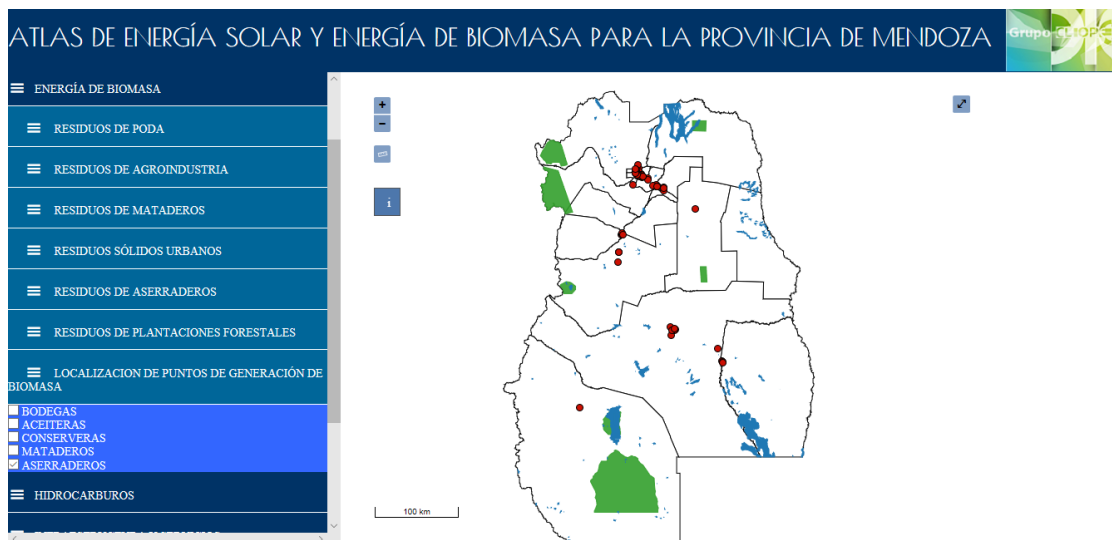 ATLAS DE ENERGÍA SOLAR Y ENERGÍA DE BIOMASA PARA LA PROVINCIA DE MENDOZA
Grupo CLIOPE
ENERGÍA DE BIOMASA
RESIDUOS DE PODA
RESIDUOS DE AGROINDUSTRIA
RESIDUOS DE MATADEROS
RESIDUOS SÓLIDOS URBANOS
RESIDUOS DE ASERRADEROS
RESIDUOS DE PLANTACIONES FORESTALES
LOCALIZACION DE PUNTOS DE GENERACIÓN DE
BIOMASA
BODEGAS
ACEITERAS
CONSERVERAS
MATADEROS
ASERRADEROS
HIDROCARBUROS
+
−
i
100 km